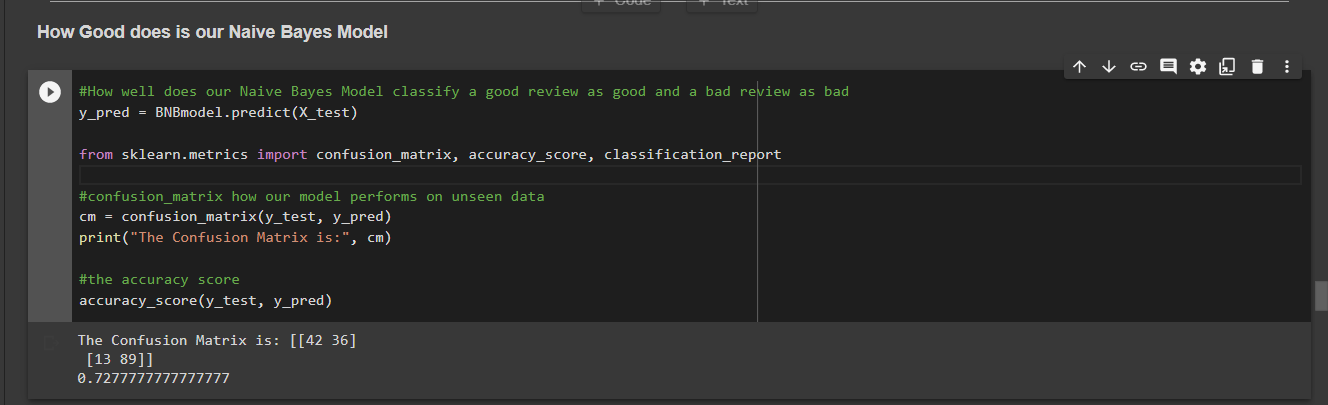 + Code + Text
How Good does is our Naive Bayes Model
#How well does our Naive Bayes Model classify a good review as good and a bad review as bad
y_pred = BNBmodel.predict(X_test)
from sklearn.metrics import confusion_matrix, accuracy_score, classification_report
#confusion_matrix how our model performs on unseen data
cm = confusion_matrix(y_test, y_pred)
print("The Confusion Matrix is:", cm)
#the accuracy score
accuracy_score(y_test, y_pred)
The Confusion Matrix is: [[42 36]
[13 89]]
0.7277777777777777